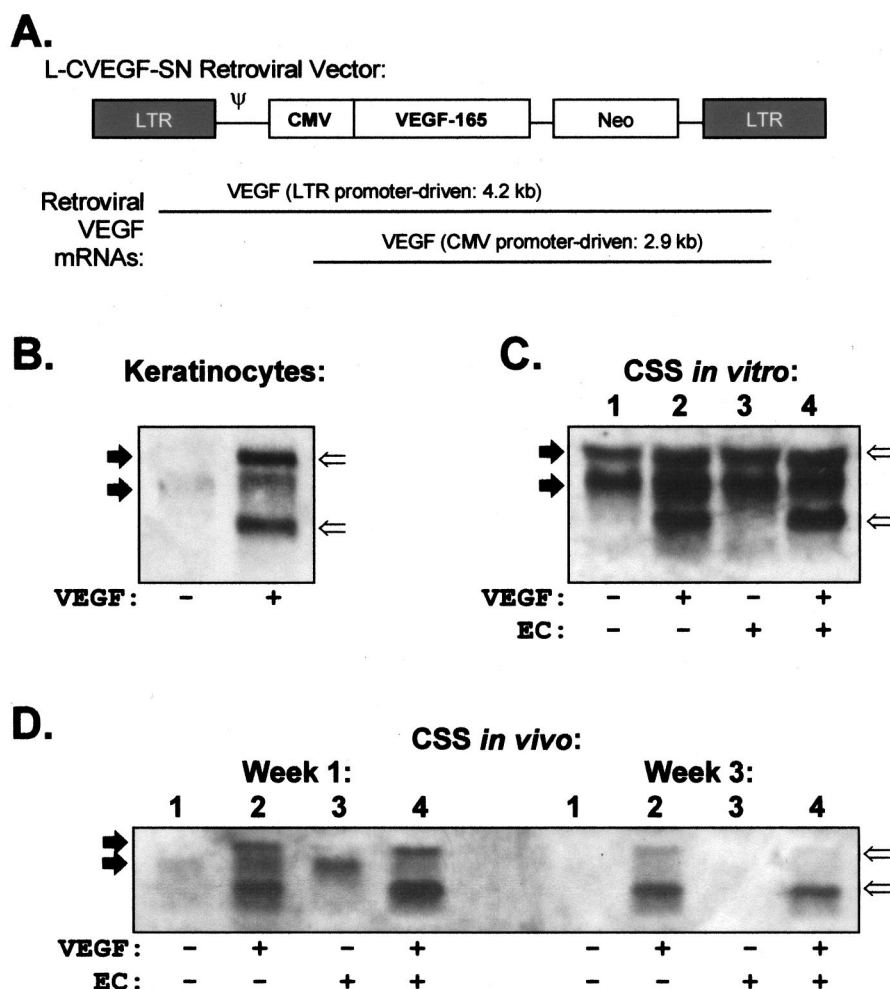 A.
L-CVEGF-SN Retroviral Vector:
ψ
LTR CMV VEGF-165 Neo LTR
Retroviral VEGF mRNAs:
VEGF (LTR promoter-driven: 4.2 kb)
VEGF (CMV promoter-driven: 2.9 kb)
B.
Keratinocytes:
VEGF: - +
C.
CSS in vitro:
1 2 3 4
VEGF: - + - +
EC: - - + +
D.
CSS in vivo:
Week 1: Week 3:
1 2 3 4 1 2 3 4
VEGF: - + - + - + - +
EC: - - + + - - + +